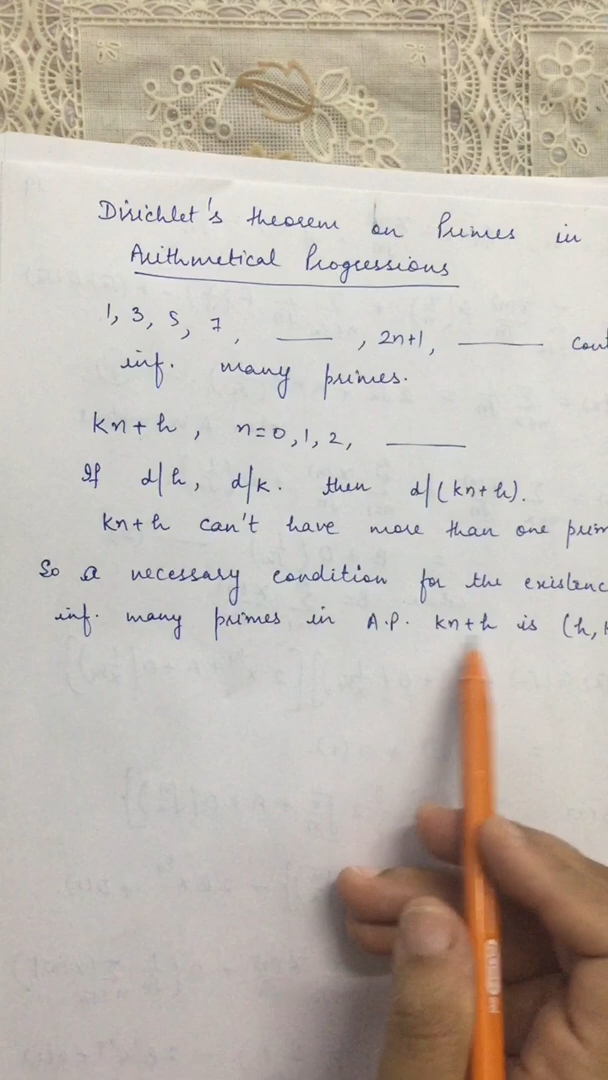 Dirichlet's theorem on Primes in
Arithmetical Progressions
1, 3, 5, 7, ___ , 2n+1, ___ cont
inf. many primes.
kn+h, n=0,1,2, ___
If d/h, d/k. then d/(kn+h).
kn+h can't have more than one prim
So a necessary condition for the existenc
inf. many primes in A.P. kn+h is (h, k